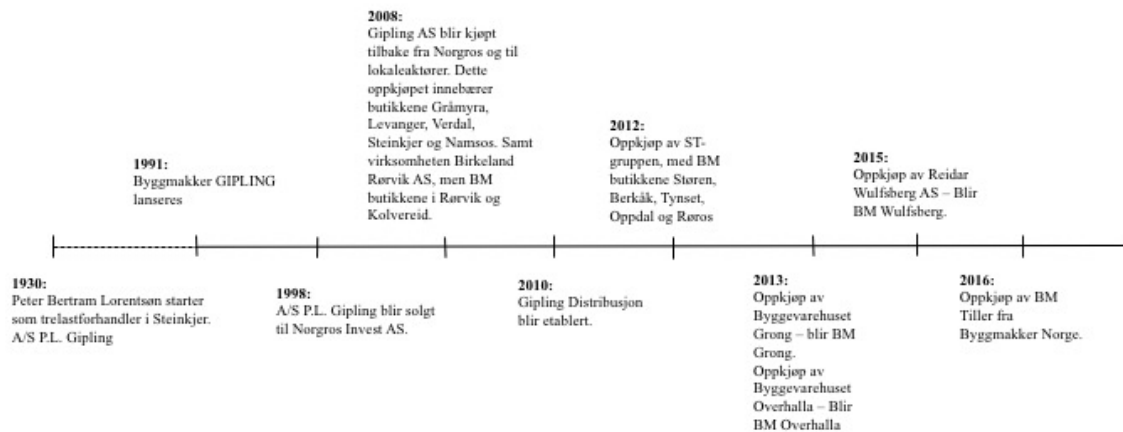 2008:
Gipling AS blir kjøpt
tilbake fra Norgros og til
lokaleaktører. Dette
oppkjøpet innebærer
butikkene Gråmyra,
Levanger, Verdal,
Steinkjer og Namsos. Samt
virksomheten Birkeland
Rørvik AS, men BM
butikkene i Rørvik og
Kolvereid.
1991:
Byggmakker GIPLING
lanseres
2012:
Oppkjøp av ST-
gruppen, med BM
butikkene Støren,
Berkåk, Tynset,
Oppdal og Røros
2015:
Oppkjøp av Reidar
Wulfsberg AS – Blir
BM Wulfsberg.
1930:
Peter Bertram Lorentsøn starter
som trelastforhandler i Steinkjer.
A/S P.L. Gipling
1998:
A/S P.L. Gipling blir solgt
til Norgros Invest AS.
2010:
Gipling Distribusjon
blir etablert.
2013:
Oppkjøp av
Byggevarehuset
Grong – blir BM
Grong.
Oppkjøp av
Byggevarehuset
Overhalla – Blir
BM Overhalla
2016:
Oppkjøp av BM
Tiller fra
Byggmakker Norge.